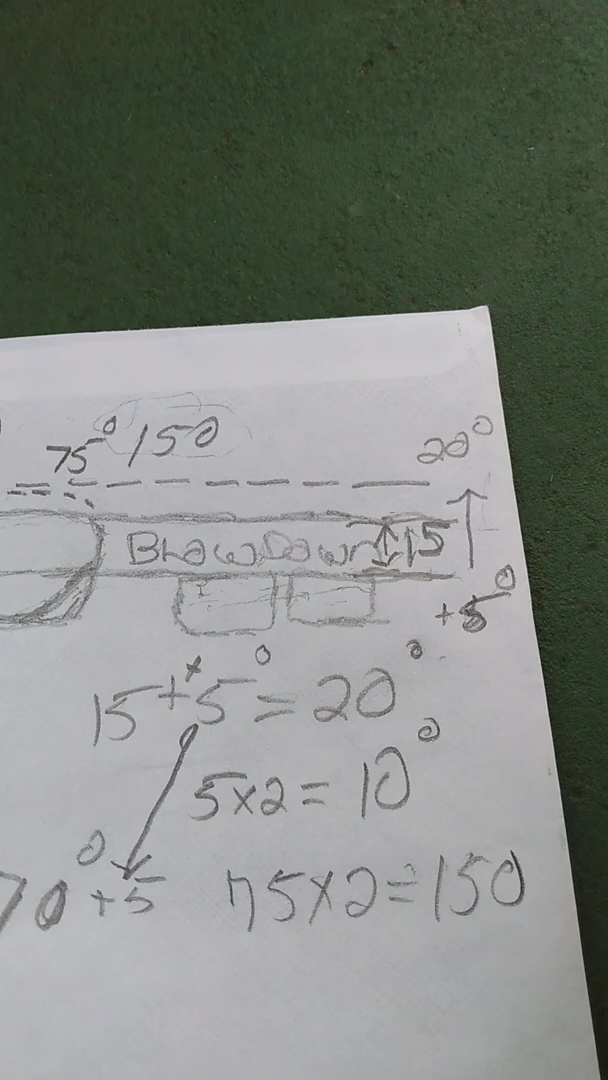 75° 150
20°
BLOWDOWN 15
+5°
15 + 5° = 20°
5x2 = 10°
70° +5 75x2=150